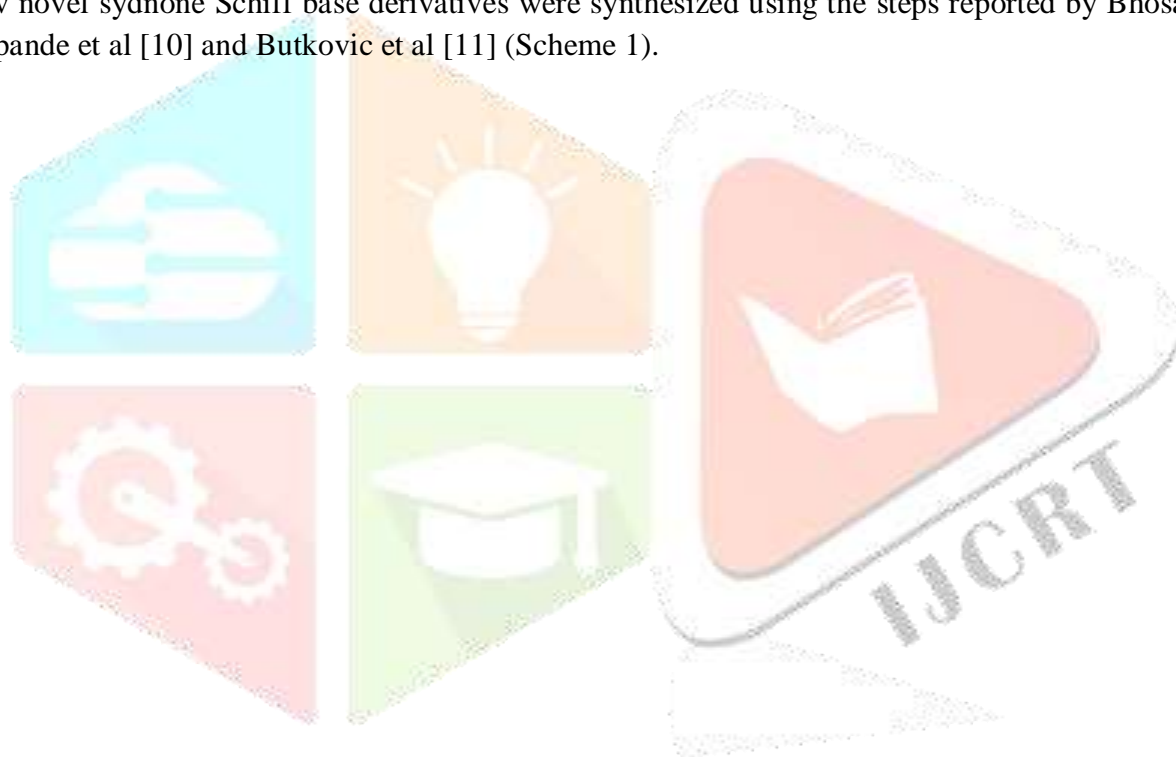 novel sydnone Schiff base derivatives were synthesized using the steps reported by Bhosa
pande et al [10] and Butkovic et al [11] (Scheme 1).
IJCRT